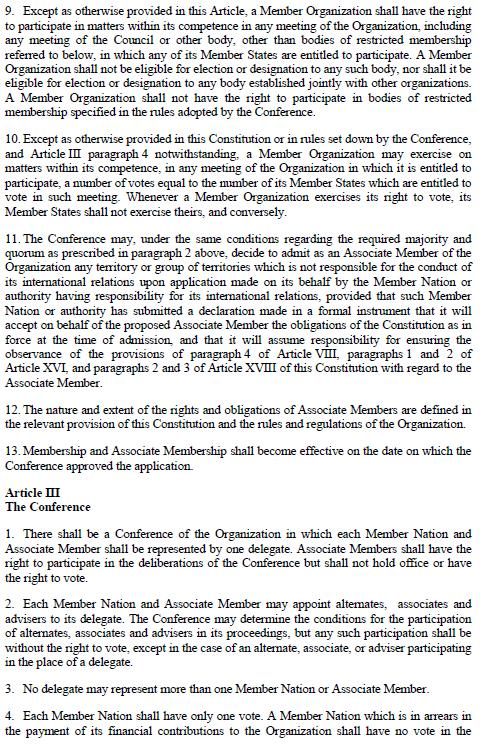 9. Except as otherwise provided in this Article, a Member Organization shall have the right
to participate in matters within its competence in any meeting of the Organization, including
any meeting of the Council or other body, other than bodies of restricted membership
referred to below, in which any of its Member States are entitled to participate. A Member
Organization shall not be eligible for election or designation to any such body, nor shall it be
eligible for election or designation to any body established jointly with other organizations.
A Member Organization shall not have the right to participate in bodies of restricted
membership specified in the rules adopted by the Conference.
10. Except as otherwise provided in this Constitution or in rules set down by the Conference,
and Article III paragraph 4 notwithstanding, a Member Organization may exercise on
matters within its competence, in any meeting of the Organization in which it is entitled to
participate, a number of votes equal to the number of its Member States which are entitled to
vote in such meeting. Whenever a Member Organization exercises its right to vote, its
Member States shall not exercise theirs, and conversely.
11. The Conference may, under the same conditions regarding the required majority and
quorum as prescribed in paragraph 2 above, decide to admit as an Associate Member of the
Organization any territory or group of territories which is not responsible for the conduct of
its international relations upon application made on its behalf by the Member Nation or
authority having responsibility for its international relations, provided that such Member
Nation or authority has submitted a declaration made in a formal instrument that it will
accept on behalf of the proposed Associate Member the obligations of the Constitution as in
force at the time of admission, and that it will assume responsibility for ensuring the
observance of the provisions of paragraph 4 of Article VIII, paragraphs 1 and 2 of
Article XVI, and paragraphs 2 and 3 of Article XVIII of this Constitution with regard to the
Associate Member.
12. The nature and extent of the rights and obligations of Associate Members are defined in
the relevant provision of this Constitution and the rules and regulations of the Organization.
13. Membership and Associate Membership shall become effective on the date on which the
Conference approved the application.
Article III
The Conference
1. There shall be a Conference of the Organization in which each Member Nation and
Associate Member shall be represented by one delegate. Associate Members shall have the
right to participate in the deliberations of the Conference but shall not hold office or have
the right to vote.
2. Each Member Nation and Associate Member may appoint alternates, associates and
advisers to its delegate. The Conference may determine the conditions for the participation
of alternates, associates and advisers in its proceedings, but any such participation shall be
without the right to vote, except in the case of an alternate, associate, or adviser participating
in the place of a delegate.
3. No delegate may represent more than one Member Nation or Associate Member.
4. Each Member Nation shall have only one vote. A Member Nation which is in arrears in
the payment of its financial contributions to the Organization shall have no vote in the